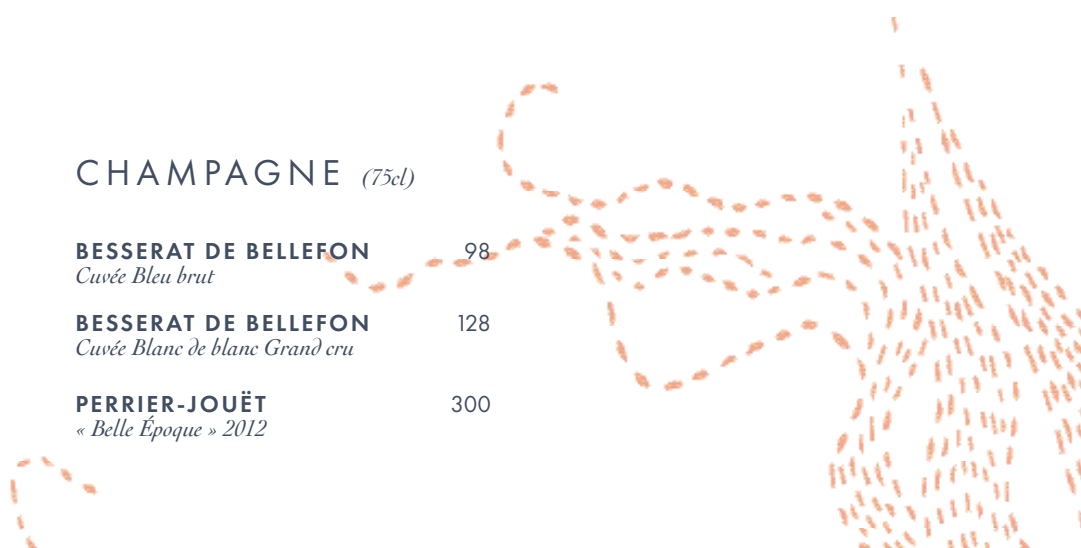 CHAMPAGNE (75cl)
BESSERAT DE BELLEFON 98
Cuvée Bleu brut
BESSERAT DE BELLEFON 128
Cuvée Blanc de blanc Grand cru
PERRIER-JOUËT 300
« Belle Époque » 2012